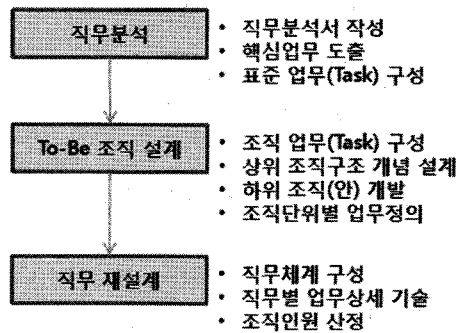 직무분석
• 직무분석서 작성
• 핵심업무 도출
• 표준 업무(Task) 구성
To-Be 조직 설계
• 조직 업무(Task) 구성
• 상위 조직구조 개념 설계
• 하위 조직(안) 개발
• 조직단위별 업무정의
직무 재설계
• 직무체계 구성
• 직무별 업무상세 기술
• 조직인원 산정